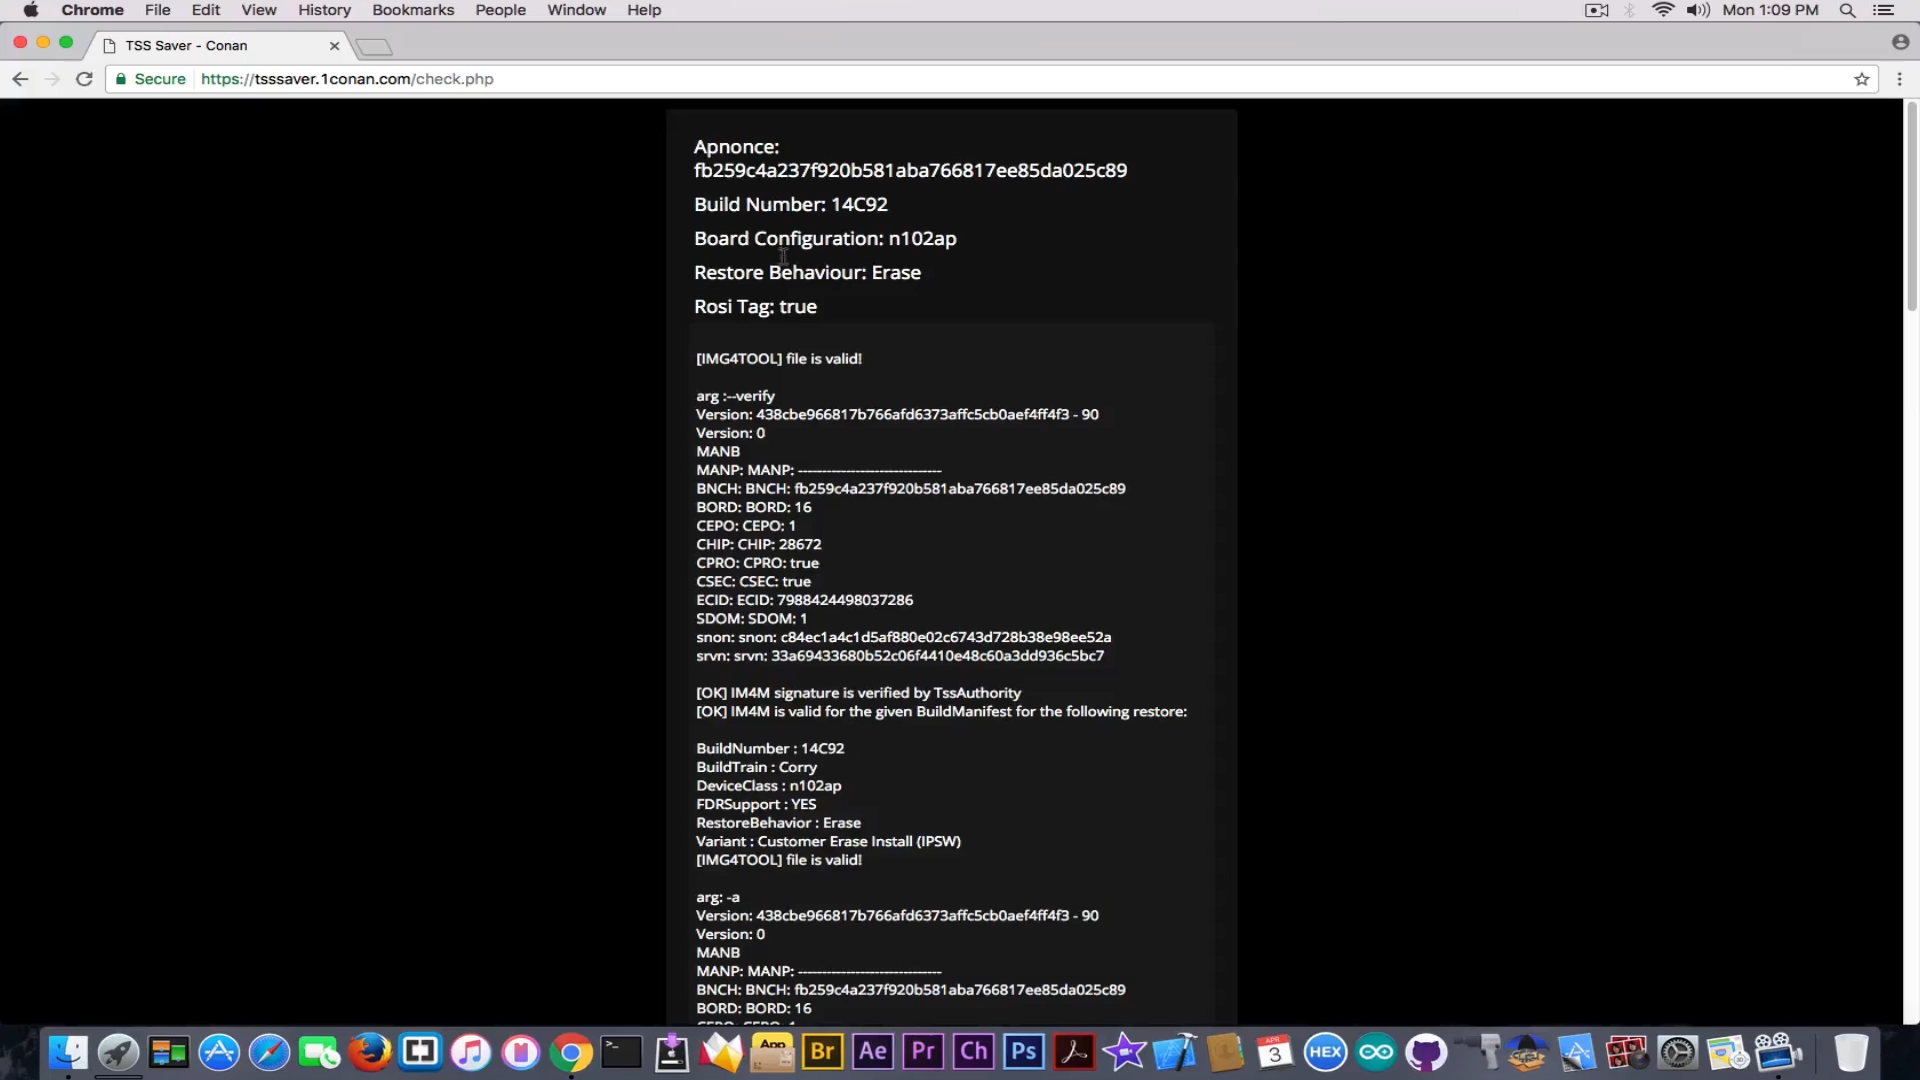 Chrome File Edit View History Bookmarks People Window Help Mon 1:09 PM
TSS Saver - Conan
Secure https://tsssaver.1conan.com/check.php
Apnonce:
fb259c4a237f920b581aba766817ee85da025c89
Build Number: 14C92
Board Configuration: n102ap
Restore Behaviour: Erase
Rosi Tag: true
[IMG4TOOL] file is valid!
arg :--verify
Version: 438cbe966817b766afd6373affc5cb0aef4ff4f3 - 90
Version: 0
MANB
MANP: MANP: ------------------------------
BNCH: BNCH: fb259c4a237f920b581aba766817ee85da025c89
BORD: BORD: 16
CEPO: CEPO: 1
CHIP: CHIP: 28672
CPRO: CPRO: true
CSEC: CSEC: true
ECID: ECID: 7988424498037286
SDOM: SDOM: 1
snon: snon: c84ec1a4c1d5af880e02c6743d728b38e98ee52a
srvn: srvn: 33a69433680b52c06f4410e48c60a3dd936c5bc7
[OK] IM4M signature is verified by TssAuthority
[OK] IM4M is valid for the given BuildManifest for the following restore:
BuildNumber : 14C92
BuildTrain : Corry
DeviceClass : n102ap
FDRSupport : YES
RestoreBehavior : Erase
Variant : Customer Erase Install (IPSW)
[IMG4TOOL] file is valid!
arg: -a
Version: 438cbe966817b766afd6373affc5cb0aef4ff4f3 - 90
Version: 0
MANB
MANP: MANP: ------------------------------
BNCH: BNCH: fb259c4a237f920b581aba766817ee85da025c89
BORD: BORD: 16
CEPO: CEPO: 1
App Br Ae Pr Ch Ps APR 3 HEX